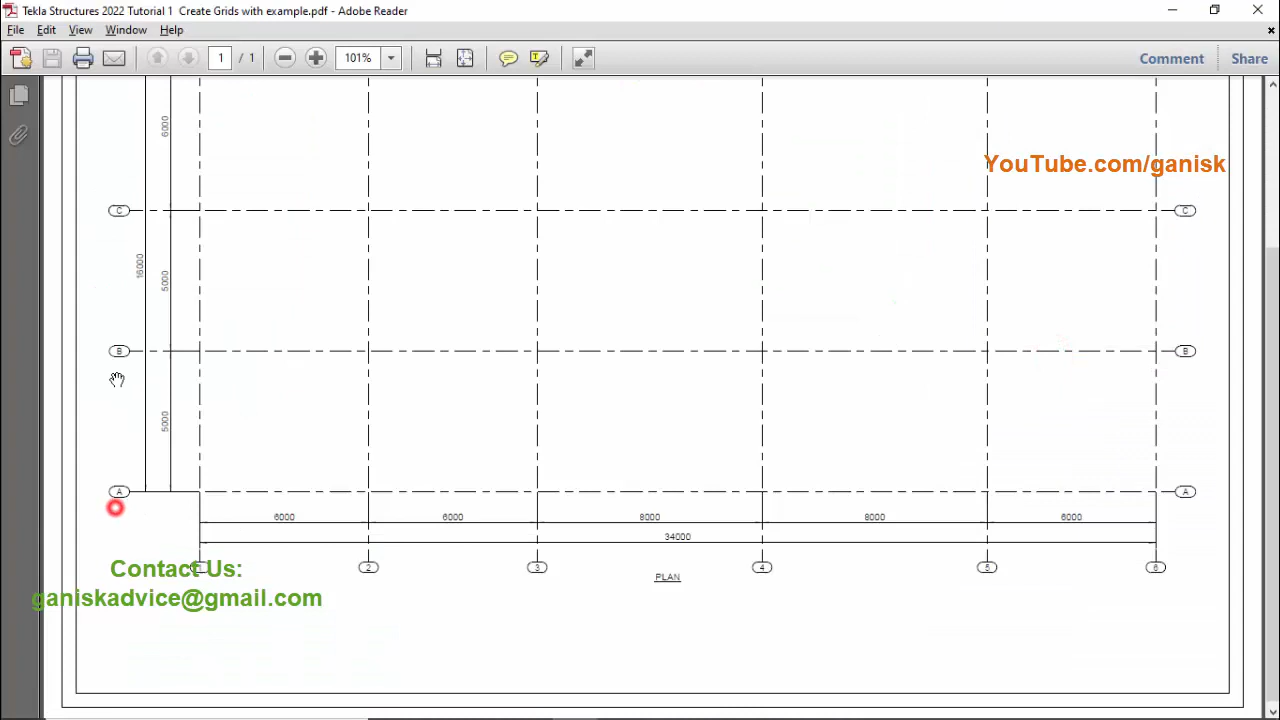 Tekla Structures 2022 Tutorial 1 Create Grids with example.pdf - Adobe Reader
File Edit View Window Help
1 / 1 101% Comment Share
6000
YouTube.com/ganisk
C C
16000 5000
B B
5000
A A
6000 6000 8000 8000 6000
34000
Contact Us:
1 2 3 4 5 6
PLAN
ganiskadvice@gmail.com